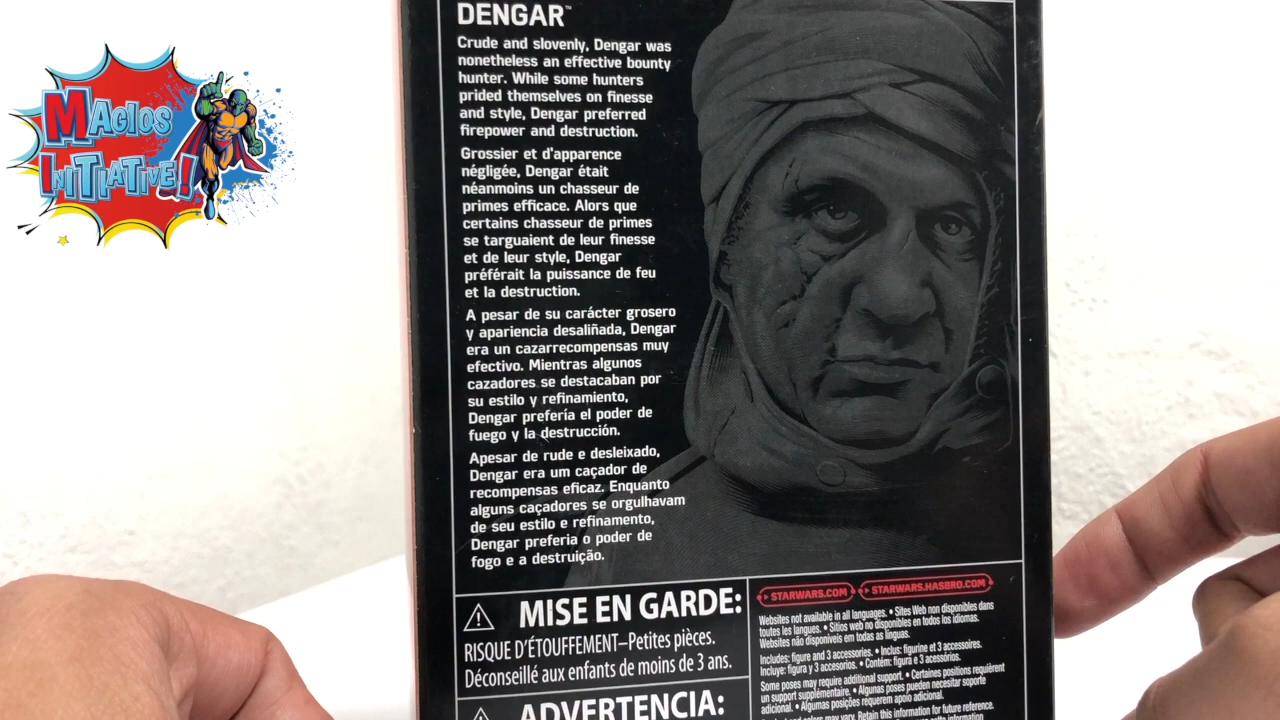 MAGIOS
INITIATIVE!
DENGAR™
Crude and slovenly, Dengar was
nonetheless an effective bounty
hunter. While some hunters
prided themselves on finesse
and style, Dengar preferred
firepower and destruction.
Grossier et d'apparence
négligée, Dengar était
néanmoins un chasseur de
primes efficace. Alors que
certains chasseur de primes
se targuaient de leur finesse
et de leur style, Dengar
préférait la puissance de feu
et la destruction.
A pesar de su carácter grosero
y apariencia desaliñada, Dengar
era un cazarrecompensas muy
efectivo. Mientras algunos
cazadores se destacaban por
su estilo y refinamiento,
Dengar prefería el poder de
fuego y la destrucción.
Apesar de rude e desleixado,
Dengar era um caçador de
recompensas eficaz. Enquanto
alguns caçadores se orgulhavam
de seu estilo e refinamento,
Dengar preferia o poder de
fogo e a destruição.
MISE EN GARDE:
RISQUE D'ÉTOUFFEMENT–Petites pièces.
Déconseillé aux enfants de moins de 3 ans.
ADVERTENCIA:
STARWARS.COM STARWARS.HASBRO.COM
Websites not available in all languages. • Sites Web non disponibles dans
toutes les langues. • Sitios web no disponibles en todos los idiomas.
Websites não disponíveis em todas as línguas.
Includes: figure and 3 accessories. • Inclus: figurine et 3 accessoires.
Incluye: figura y 3 accesorios. • Contém: figura e 3 acessórios.
Some poses may require additional support. • Certaines positions requièrent
un support supplémentaire. • Algunas poses pueden necesitar soporte
adicional. • Algumas posições requerem apoio adicional.
and colors may vary. Retain this information for future reference.